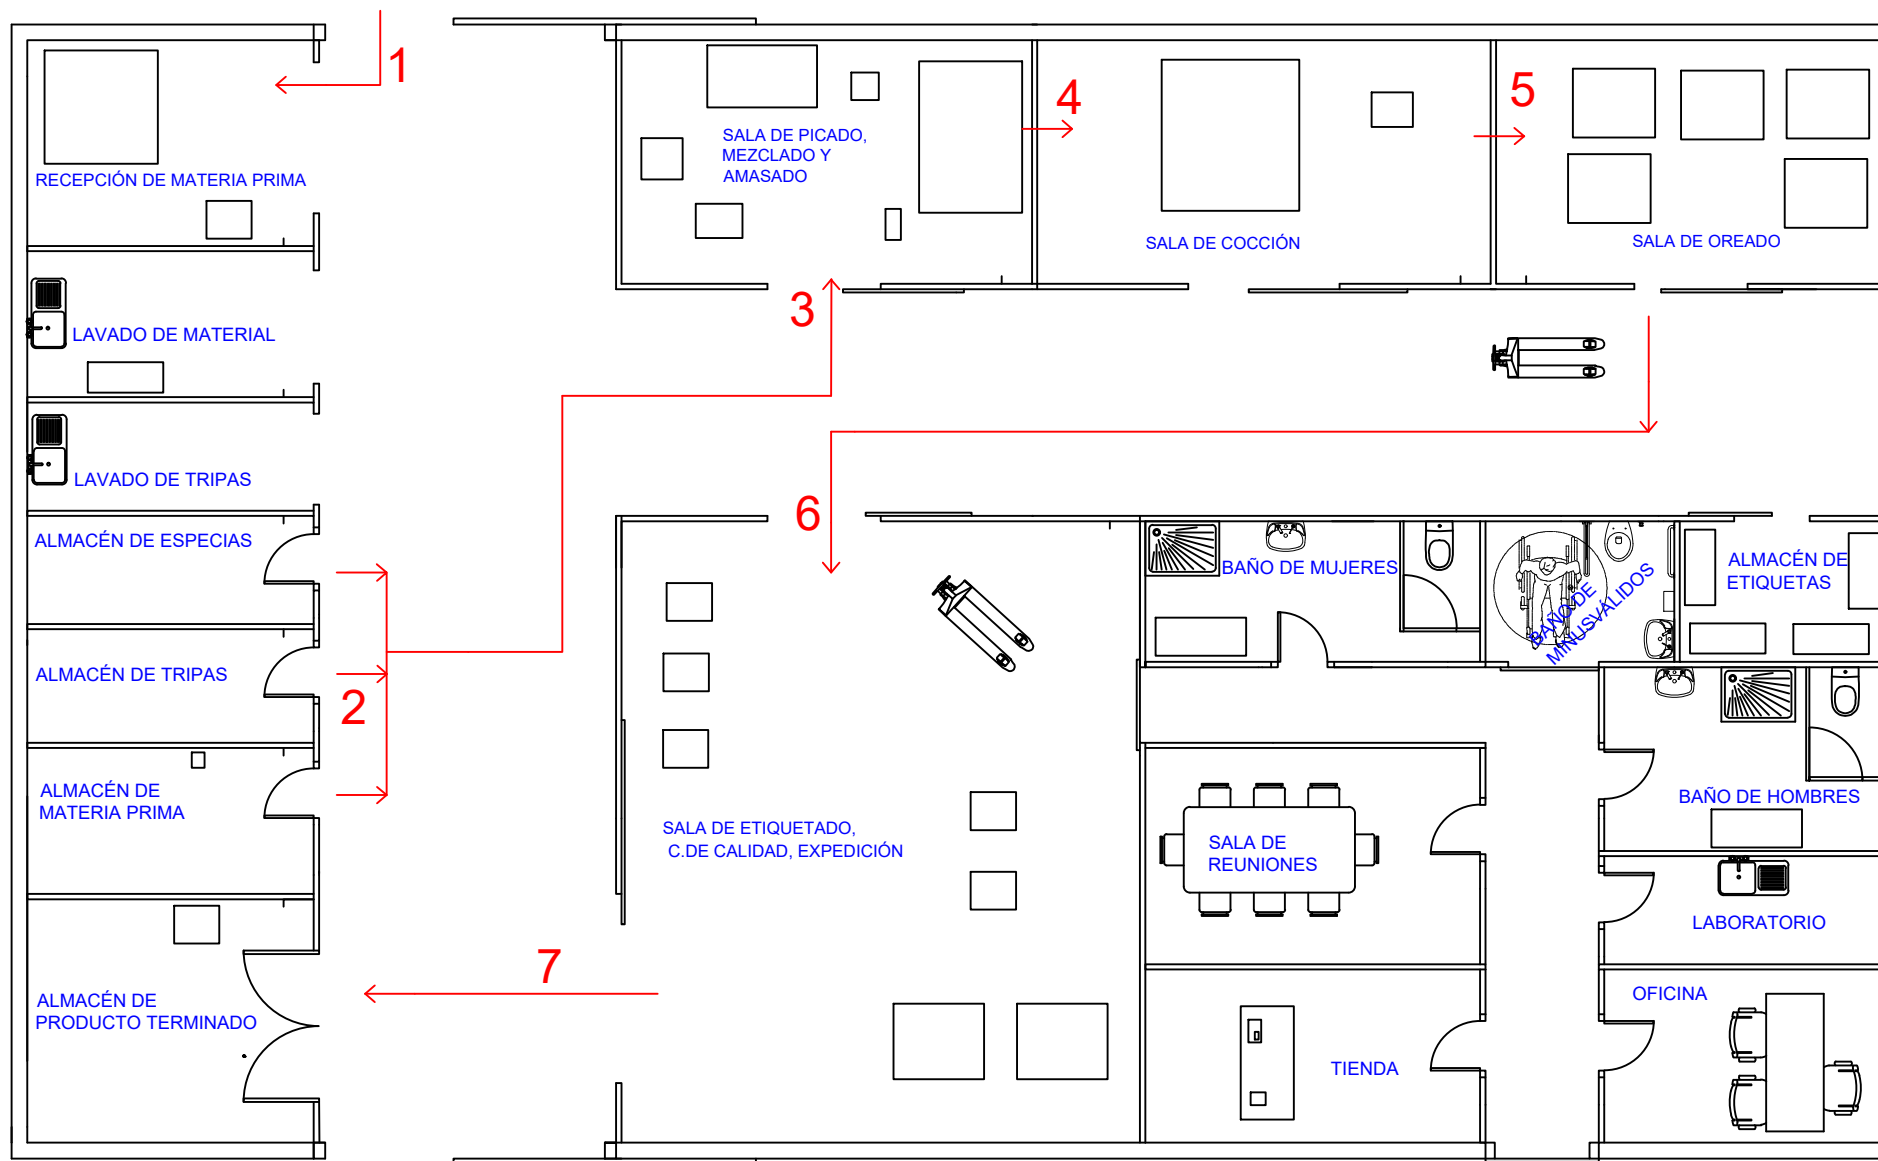 1
4
5
SALA DE PICADO,
MEZCLADO Y
AMASADO
RECEPCIÓN DE MATERIA PRIMA
SALA DE COCCIÓN
SALA DE OREADO
3
LAVADO DE MATERIAL
LAVADO DE TRIPAS
6
ALMACÉN DE ESPECIAS
BAÑO DE MUJERES
BAÑO DE
MINUSVÁLIDOS
ALMACÉN DE
ETIQUETAS
ALMACÉN DE TRIPAS
2
ALMACÉN DE
MATERIA PRIMA
SALA DE ETIQUETADO,
C.DE CALIDAD, EXPEDICIÓN
SALA DE
REUNIONES
BAÑO DE HOMBRES
LABORATORIO
7
ALMACÉN DE
PRODUCTO TERMINADO
OFICINA
TIENDA